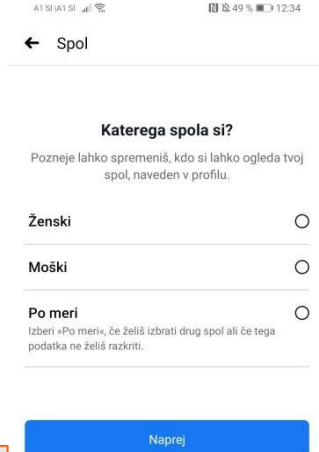 A1 SI |A1 SI 49 % 12:34
Spol
Katerega spola si?
Pozneje lahko spremeniš, kdo si lahko ogleda tvoj
spol, naveden v profilu.
Ženski
Moški
Po meri
Izberi »Po meri«, če želiš izbrati drug spol ali če tega
podatka ne želiš razkriti.
Naprej